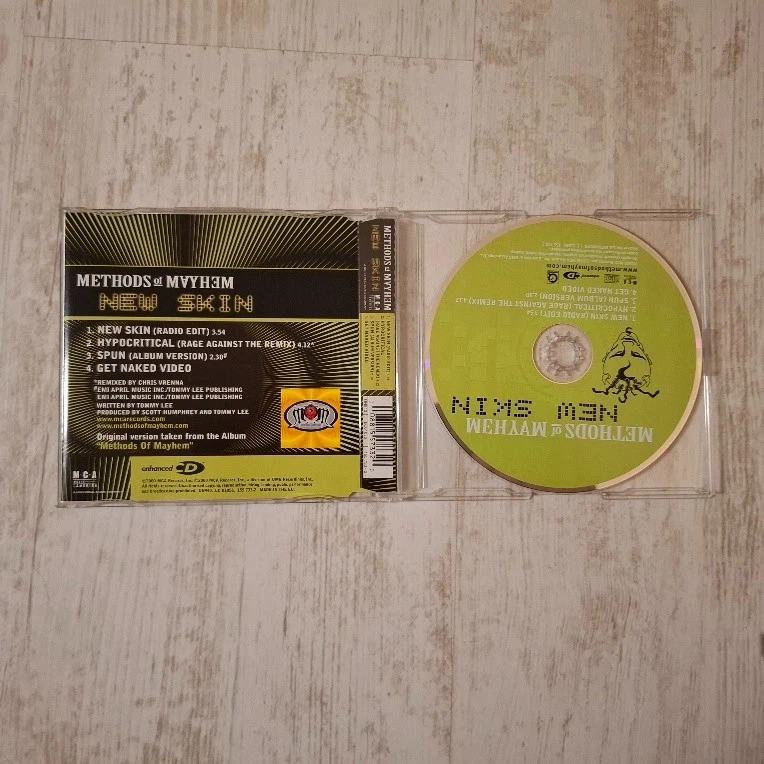 METHODS of MAYHEM
NEW SKIN
1. NEW SKIN (RADIO EDIT) 3.54
2. HYPOCRITICAL (RAGE AGAINST THE REMIX) 4.12*
3. SPUN (ALBUM VERSION) 2.30#
4. GET NAKED VIDEO
*REMIXED BY CHRIS VRENNA
#EMI APRIL MUSIC INC./TOMMY LEE PUBLISHING
EMI APRIL MUSIC INC./TOMMY LEE PUBLISHING
WRITTEN BY TOMMY LEE
PRODUCED BY SCOTT HUMPHREY AND TOMMY LEE
www.mcarecords.com
www.methodsofmayhem.com
Original version taken from the Album
"Methods Of Mayhem"
MCA
enhanced CD
METHODS of MAYHEM
NEW SKIN
MCA
METHODS of MAYHEM
NEW SKIN
1. NEW SKIN (RADIO EDIT) 3.54
2. HYPOCRITICAL (RAGE AGAINST THE REMIX) 4.12
3. SPUN (ALBUM VERSION) 2.30
4. GET NAKED VIDEO
enhanced CD
www.methodsofmayhem.com